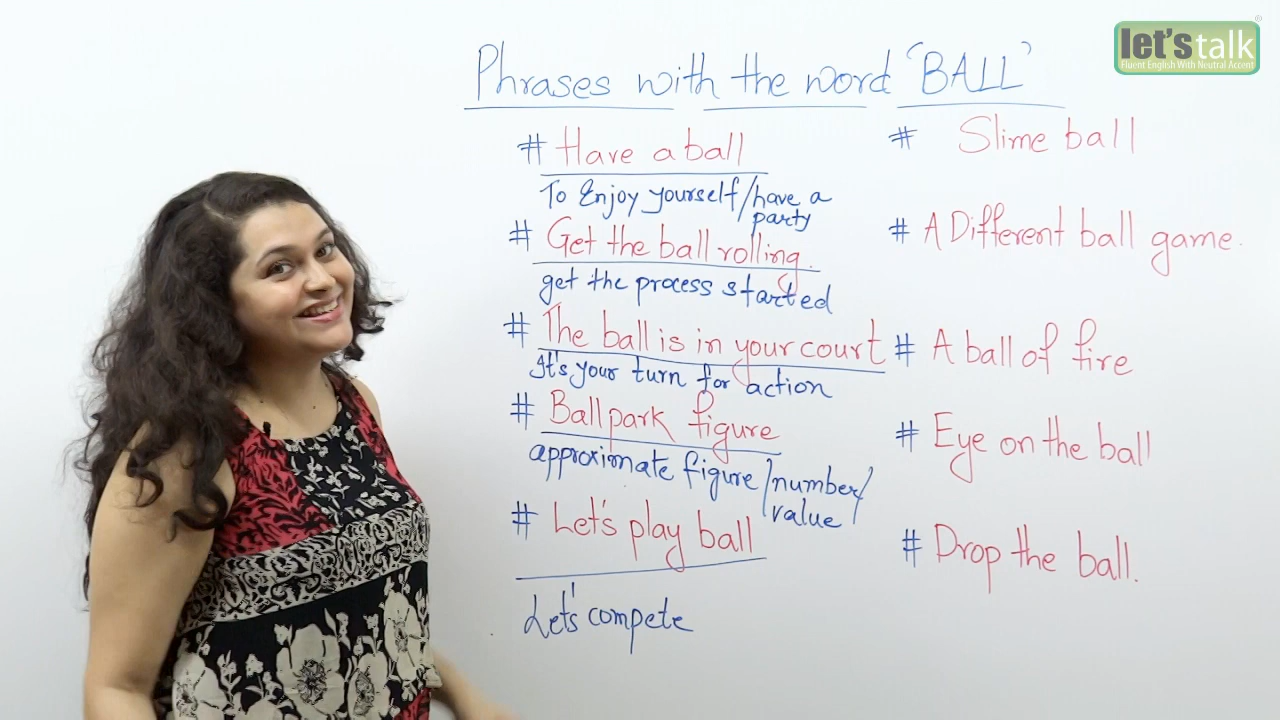 let's talk ®
Fluent English With Neutral Accent
Phrases with the word 'BALL'
# Have a ball
To Enjoy yourself/have a
party
# Get the ball rolling.
get the process started
# The ball is in your court
It's your turn for action
# Ballpark figure
approximate figure/number/
value
# Let's play ball
Let's compete
# Slime ball
# A Different ball game.
# A ball of fire
# Eye on the ball
# Drop the ball.